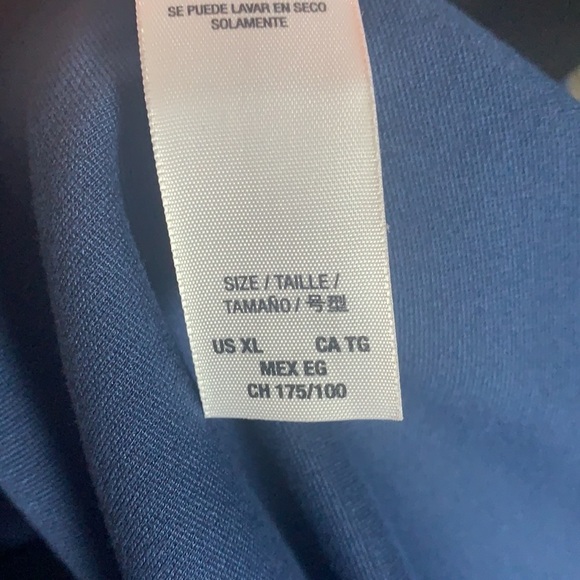 SE PUEDE LAVAR EN SECO
SOLAMENTE
SIZE / TAILLE /
TAMAÑO / 号型
US XL CA TG
MEX EG
CH 175/100